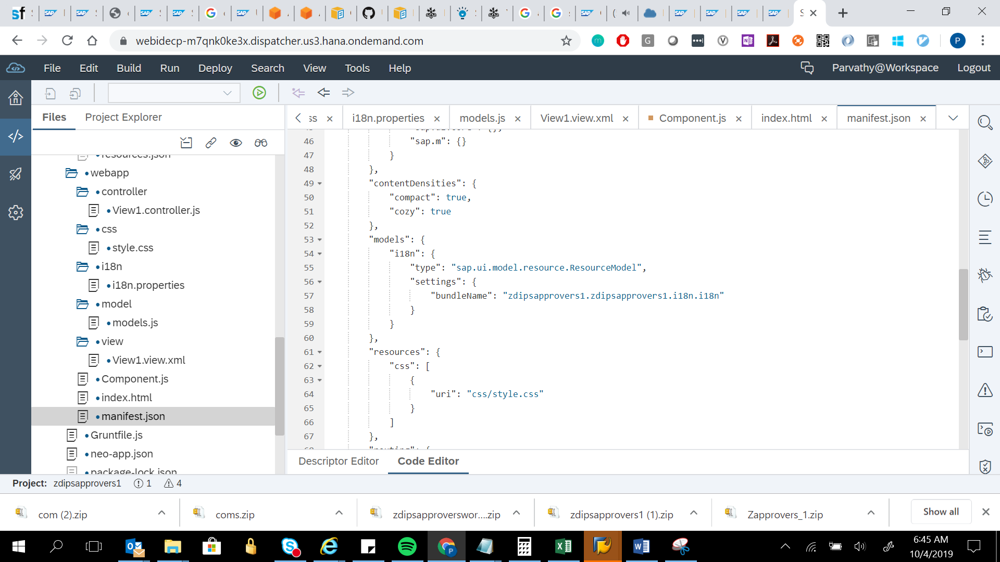 webidecp-m7qnk0ke3x.dispatcher.us3.hana.ondemand.com
File Edit Build Run Deploy Search View Tools Help
Parvathy@Workspace Logout
Files Project Explorer
ss i18n.properties models.js View1.view.xml Component.js index.html manifest.json
resources.json
webapp
controller
View1.controller.js
css
style.css
i18n
i18n.properties
model
models.js
view
View1.view.xml
Component.js
index.html
manifest.json
Gruntfile.js
neo-app.json
package-lock.json
46 "sap.m": {}
47 }
48 },
49 "contentDensities": {
50 "compact": true,
51 "cozy": true
52 },
53 "models": {
54 "i18n": {
55 "type": "sap.ui.model.resource.ResourceModel",
56 "settings": {
57 "bundleName": "zdipsapprovers1.zdipsapprovers1.i18n.i18n"
58 }
59 }
60 },
61 "resources": {
62 "css": [
63 {
64 "uri": "css/style.css"
65 }
66 ]
67 },
Descriptor Editor Code Editor
Project: zdipsapprovers1 1 4
com (2).zip
coms.zip
zdipsapproverswor....zip
zdipsapprovers1 (1).zip
Zapprovers_1.zip
Show all
6:45 AM
10/4/2019